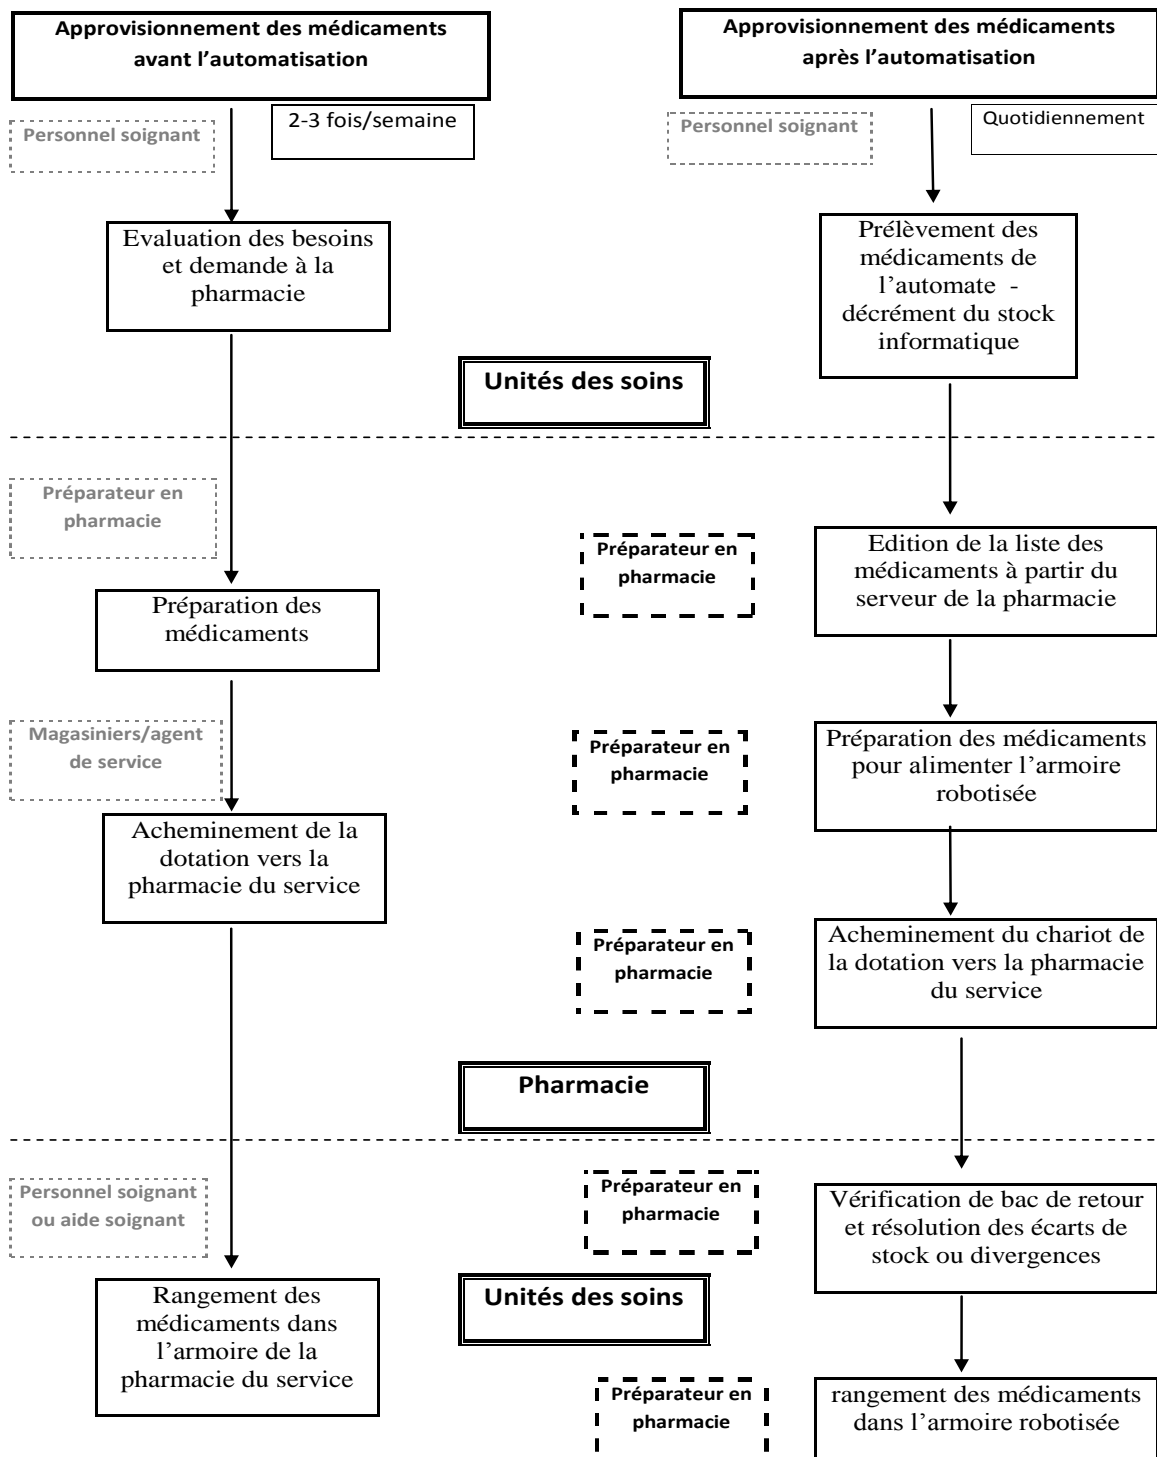 Approvisionnement des médicaments
avant l’automatisation
Approvisionnement des médicaments
après l’automatisation
Personnel soignant
2-3 fois/semaine
Personnel soignant
Quotidiennement
Evaluation des besoins
et demande à la
pharmacie
Prélèvement des
médicaments de
l’automate -
décrément du stock
informatique
Unités des soins
Préparateur en
pharmacie
Préparation des
médicaments
Préparateur en
pharmacie
Edition de la liste des
médicaments à partir du
serveur de la pharmacie
Magasiniers/agent
de service
Acheminement de la
dotation vers la
pharmacie du service
Préparateur en
pharmacie
Préparation des médicaments
pour alimenter l’armoire
robotisée
Préparateur en
pharmacie
Acheminement du chariot de
la dotation vers la pharmacie
du service
Pharmacie
Personnel soignant
ou aide soignant
Rangement des
médicaments dans
l’armoire de la
pharmacie du service
Préparateur en
pharmacie
Vérification de bac de retour
et résolution des écarts de
stock ou divergences
Unités des soins
Préparateur en
pharmacie
rangement des médicaments
dans l’armoire robotisée